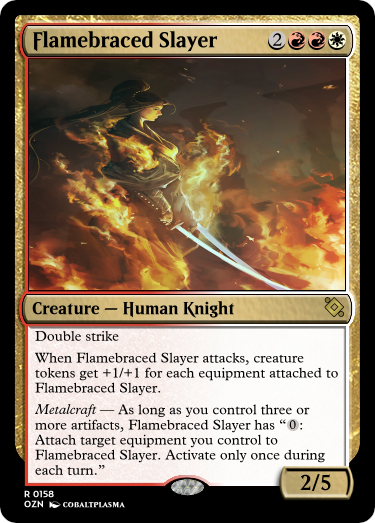 Flamebraced Slayer 2
Creature — Human Knight
Double strike
When Flamebraced Slayer attacks, creature
tokens get +1/+1 for each equipment attached to
Flamebraced Slayer.
Metalcraft — As long as you control three or
more artifacts, Flamebraced Slayer has “0:
Attach target equipment you control to
Flamebraced Slayer. Activate only once during
each turn.”
2/5
R 0158
OZN COBALTPLASMA